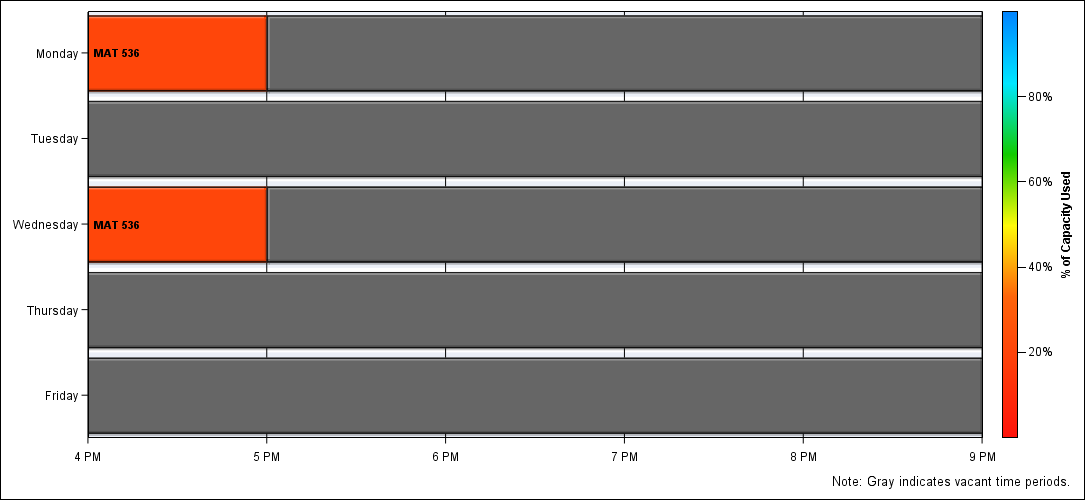 Monday
MAT 536
Tuesday
Wednesday
MAT 536
Thursday
Friday
4 PM 5 PM 6 PM 7 PM 8 PM 9 PM
80%
60%
40%
20%
% of Capacity Used
Note: Gray indicates vacant time periods.